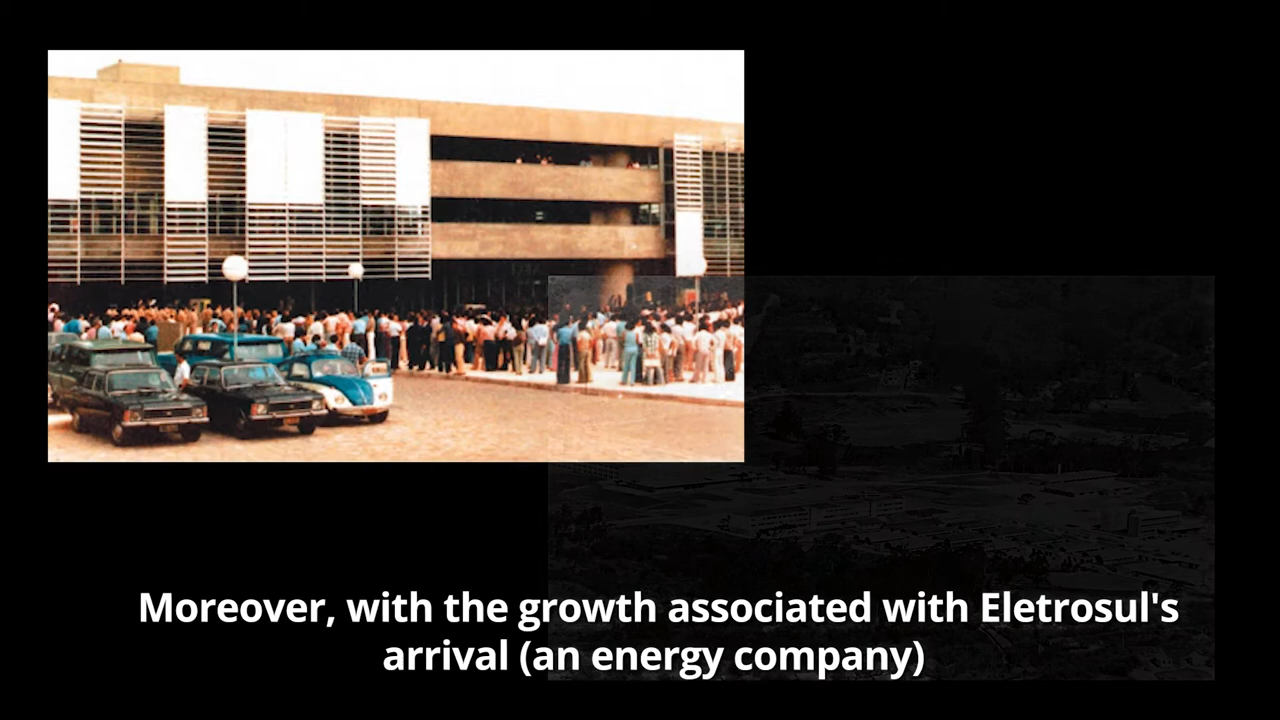 Moreover, with the growth associated with Eletrosul's
arrival (an energy company)